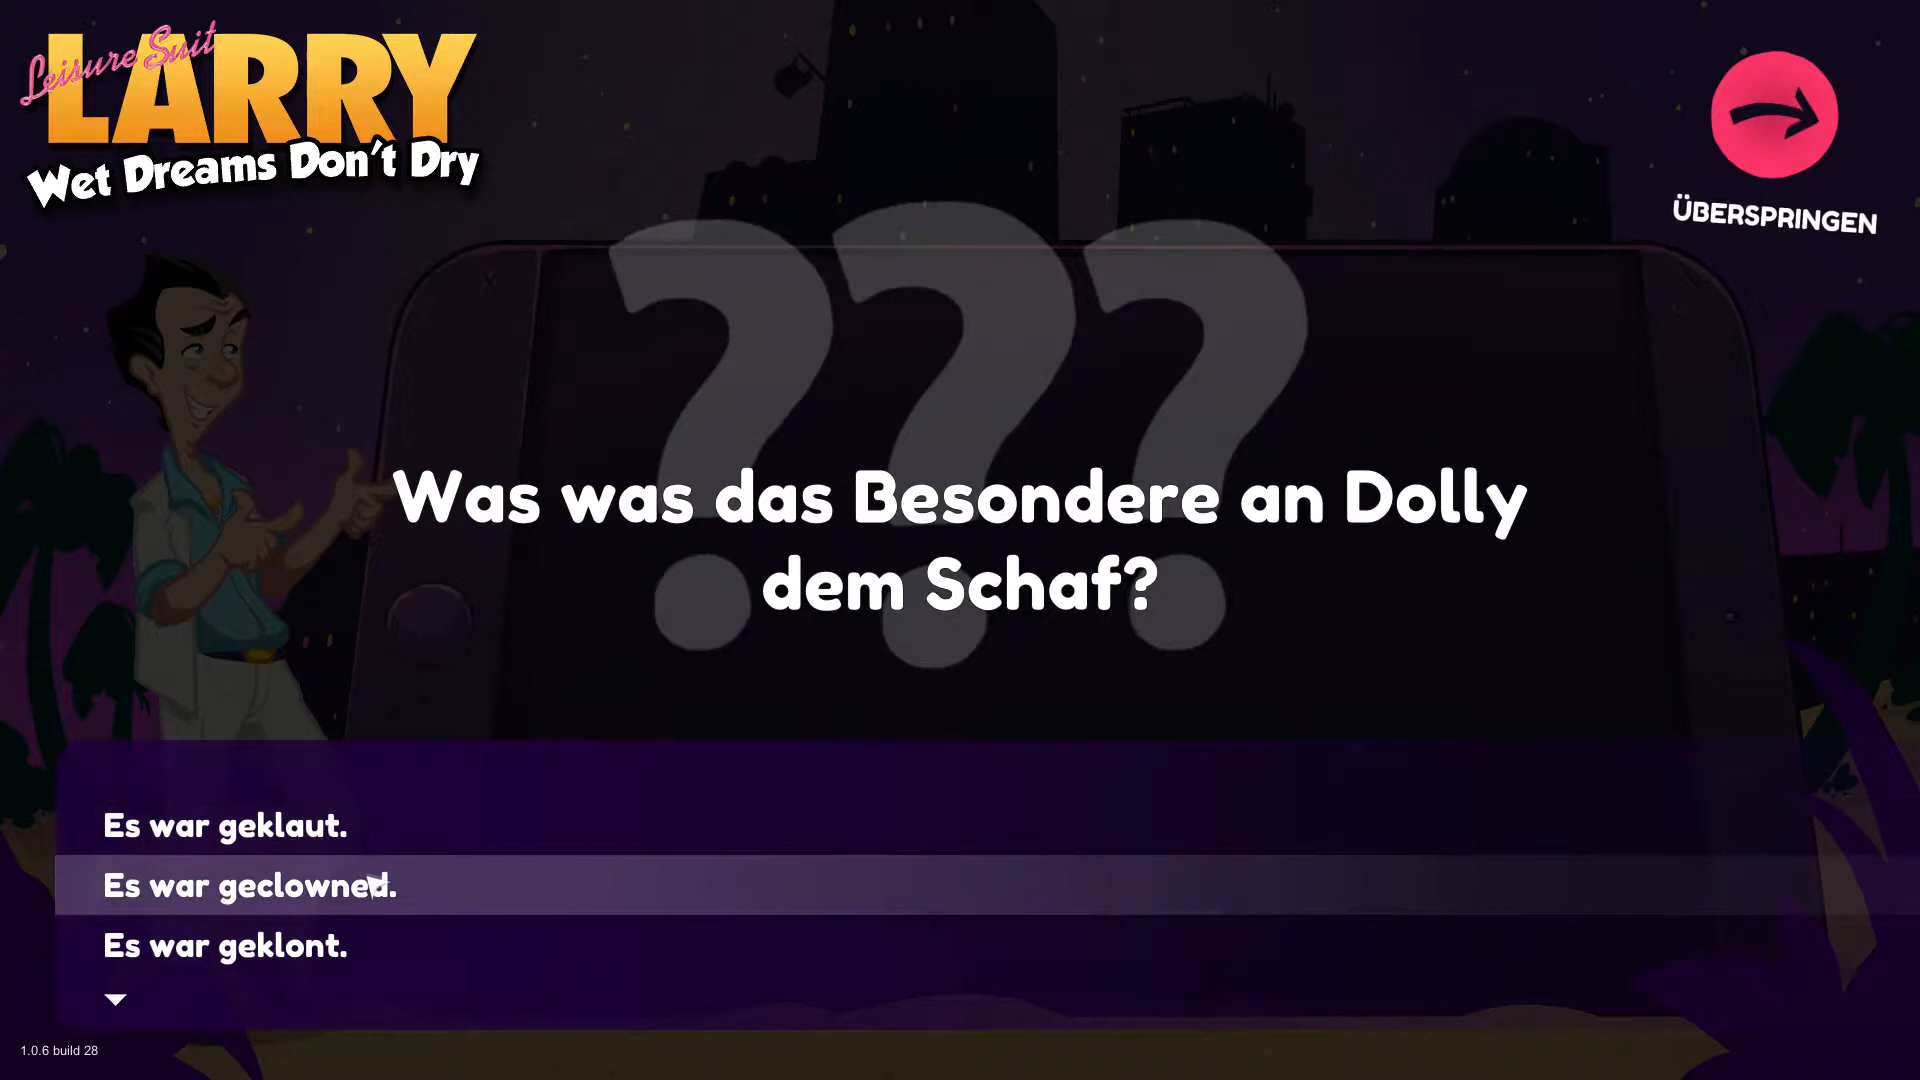 Leisure Suit
LARRY
Wet Dreams Don't Dry
ÜBERSPRINGEN
???
Was was das Besondere an Dolly
dem Schaf?
Es war geklaut.
Es war geclowned.
Es war geklont.
1.0.6 build 28